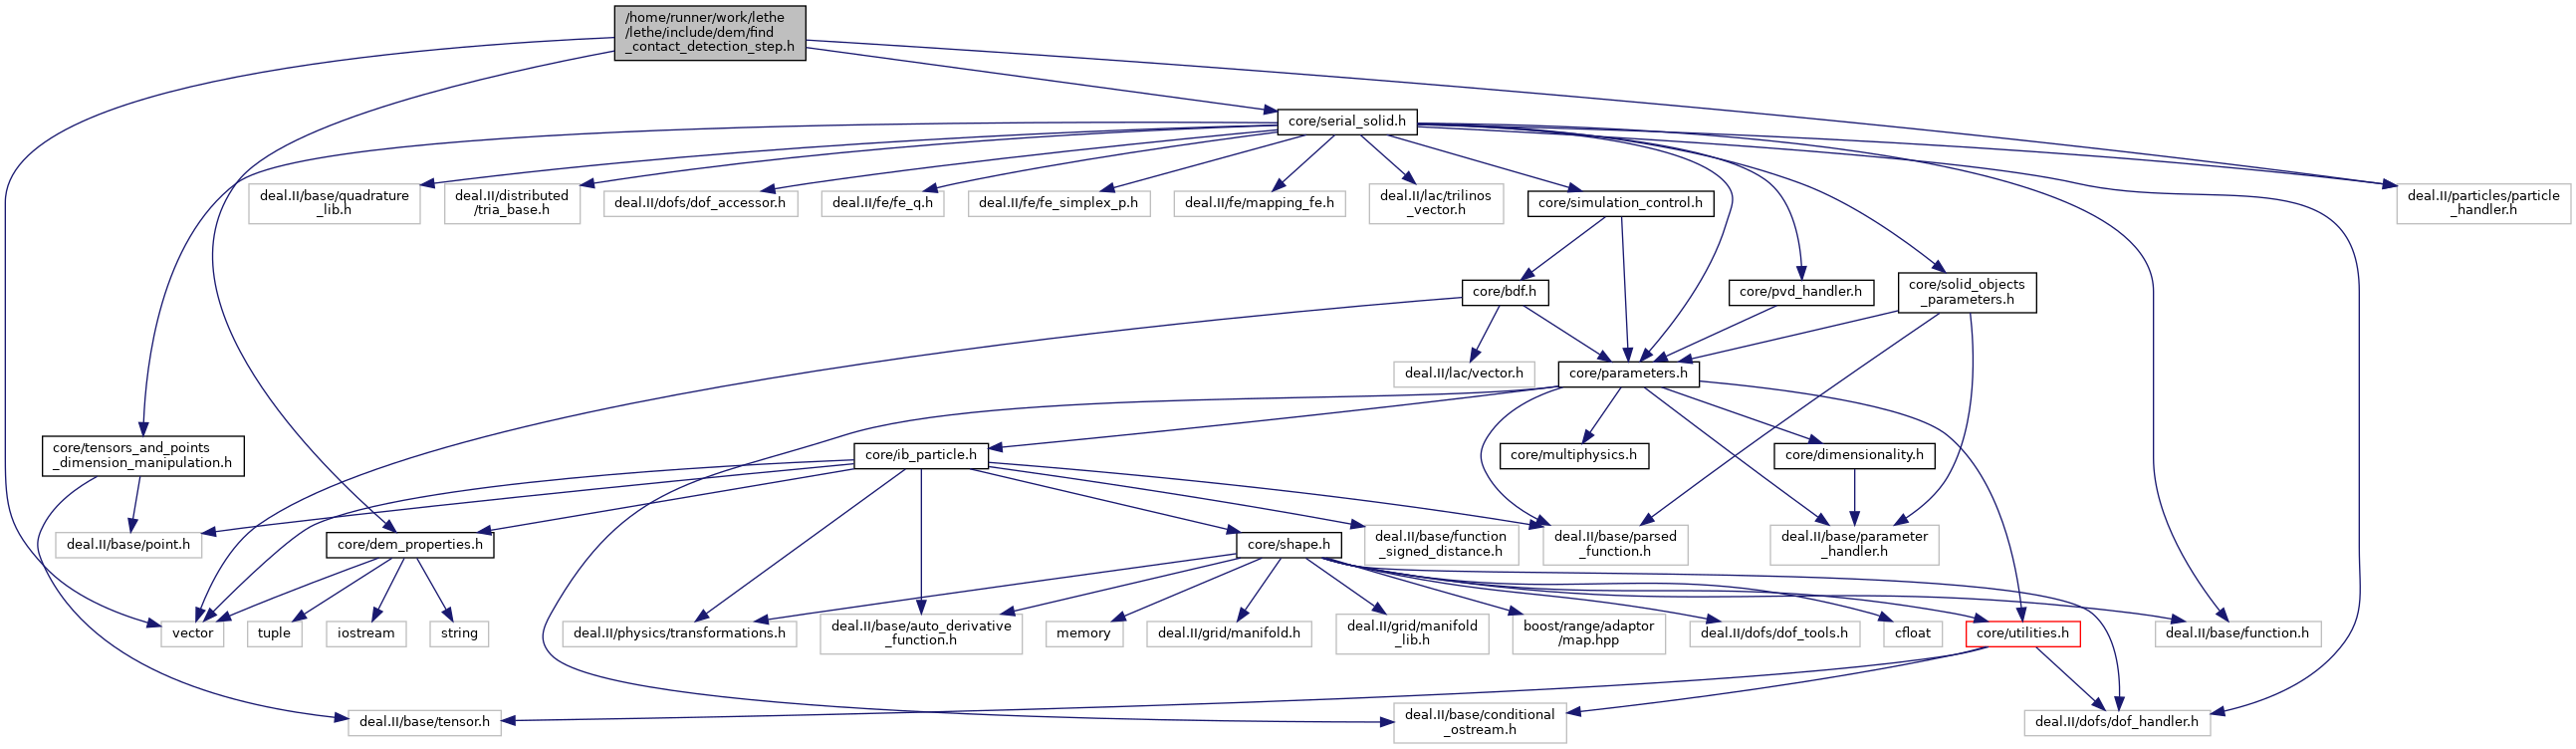 /home/runner/work/lethe
/lethe/include/dem/find
_contact_detection_step.h
core/serial_solid.h
deal.II/base/quadrature
_lib.h
deal.II/distributed
/tria_base.h
deal.II/dofs/dof_accessor.h
deal.II/fe/fe_q.h
deal.II/fe/fe_simplex_p.h
deal.II/fe/mapping_fe.h
deal.II/lac/trilinos
_vector.h
core/simulation_control.h
deal.II/particles/particle
_handler.h
core/bdf.h
core/pvd_handler.h
core/solid_objects
_parameters.h
deal.II/lac/vector.h
core/parameters.h
core/tensors_and_points
_dimension_manipulation.h
core/ib_particle.h
core/multiphysics.h
core/dimensionality.h
deal.II/base/point.h
core/dem_properties.h
core/shape.h
deal.II/base/function
_signed_distance.h
deal.II/base/parsed
_function.h
deal.II/base/parameter
_handler.h
vector
tuple
iostream
string
deal.II/physics/transformations.h
deal.II/base/auto_derivative
_function.h
memory
deal.II/grid/manifold.h
deal.II/grid/manifold
_lib.h
boost/range/adaptor
/map.hpp
deal.II/dofs/dof_tools.h
cfloat
core/utilities.h
deal.II/base/function.h
deal.II/base/tensor.h
deal.II/base/conditional
_ostream.h
deal.II/dofs/dof_handler.h